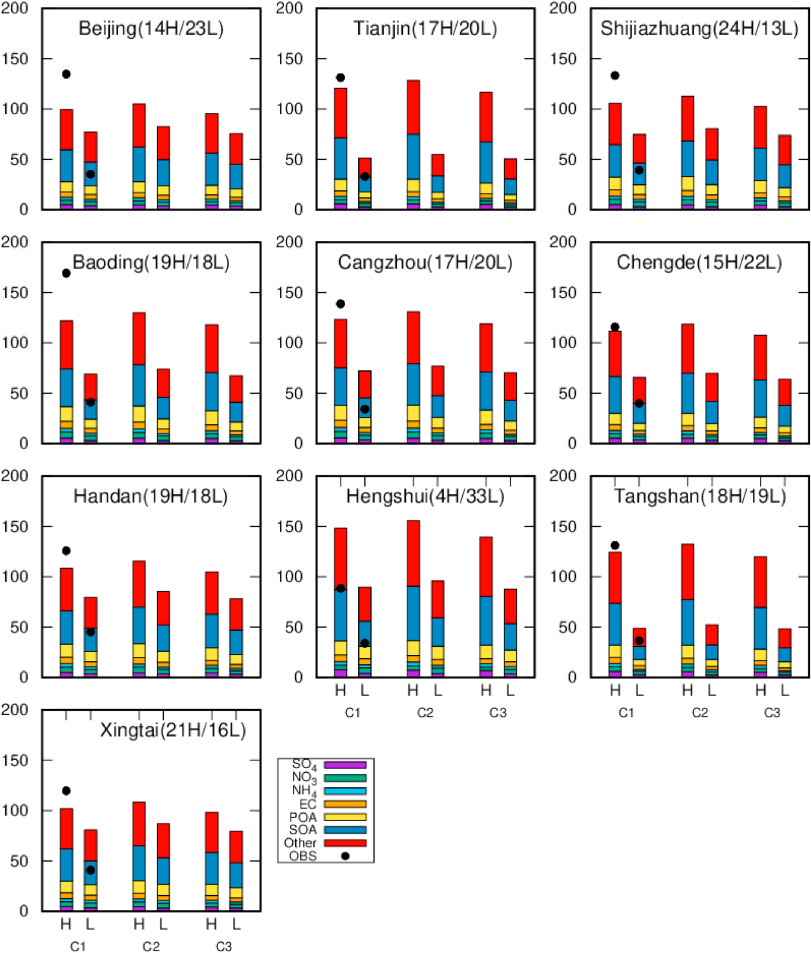 Beijing(14H/23L)
200
150
100
50
0
Tianjin(17H/20L)
200
150
100
50
0
Shijiazhuang(24H/13L)
200
150
100
50
0
Baoding(19H/18L)
200
150
100
50
0
Cangzhou(17H/20L)
200
150
100
50
0
Chengde(15H/22L)
200
150
100
50
0
Handan(19H/18L)
200
150
100
50
0
Hengshui(4H/33L)
200
150
100
50
0
H L H L H L
C1 C2 C3
Tangshan(18H/19L)
200
150
100
50
0
H L H L H L
C1 C2 C3
Xingtai(21H/16L)
200
150
100
50
0
H L H L H L
C1 C2 C3
SO4
NO3
NH4
EC
POA
SOA
Other
OBS